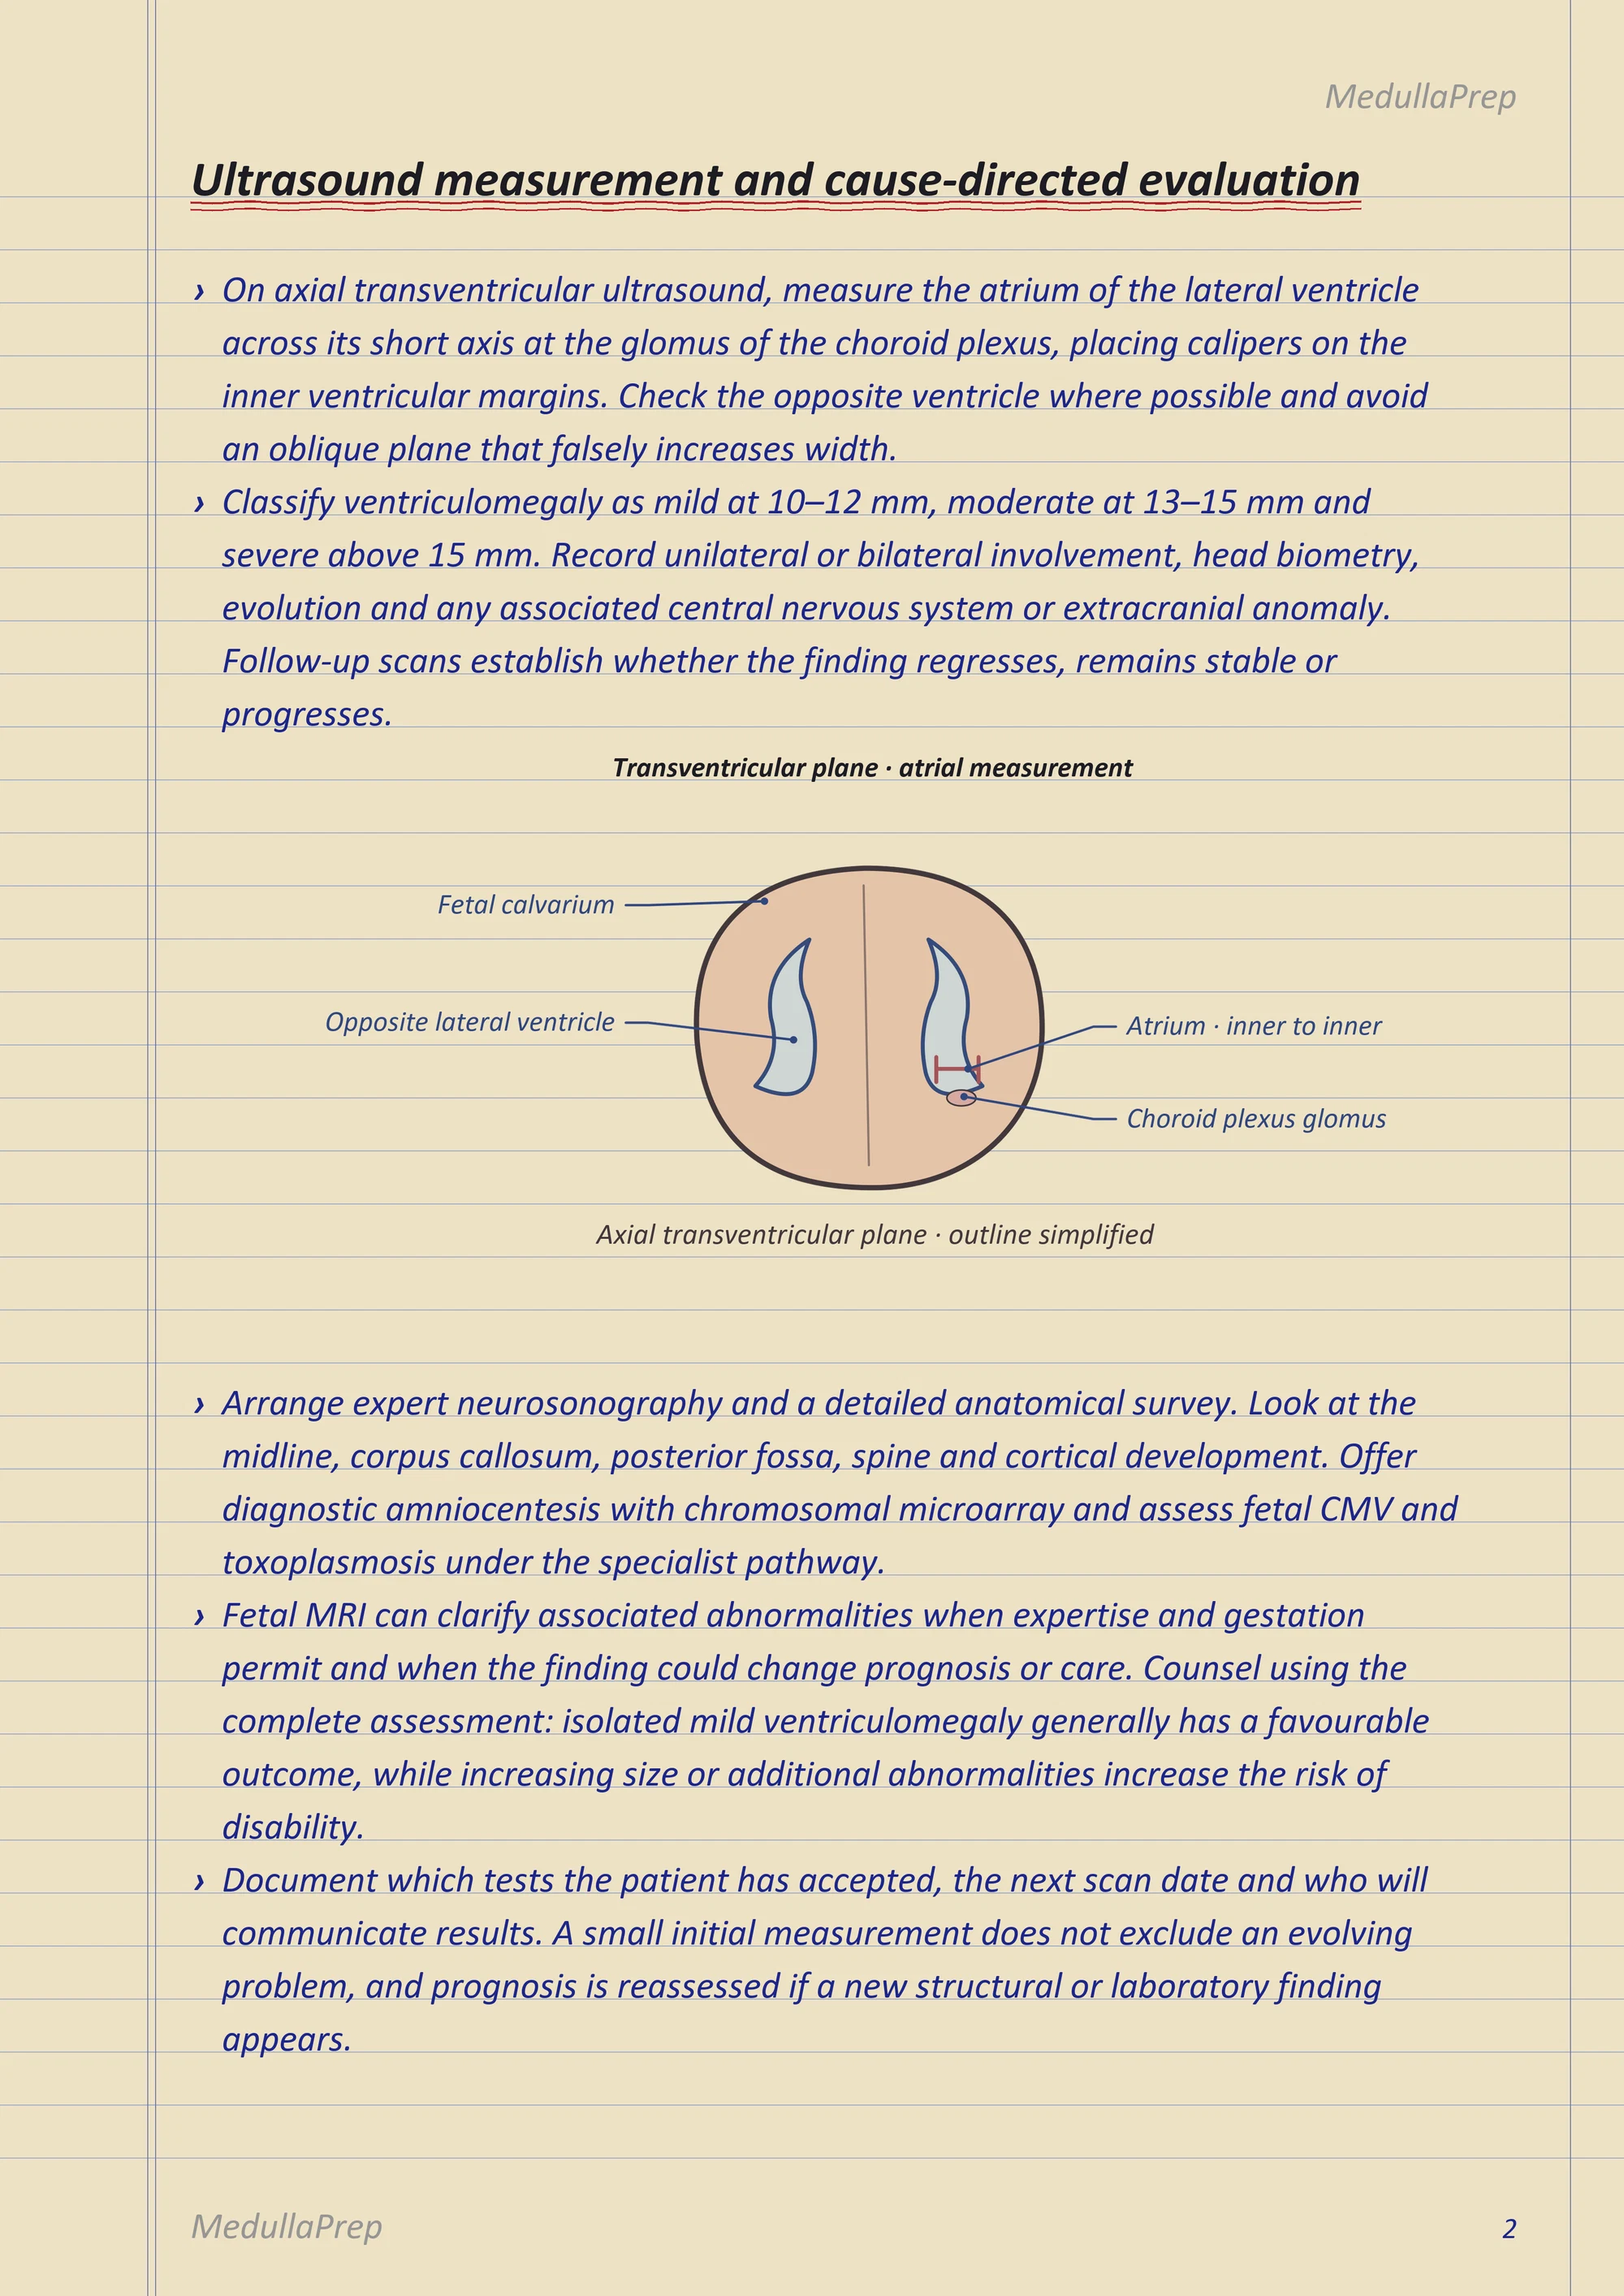 MedullaPrep
Ultrasound measurement and cause-directed evaluation
› On axial transventricular ultrasound, measure the atrium of the lateral ventricle
across its short axis at the glomus of the choroid plexus, placing calipers on the
inner ventricular margins. Check the opposite ventricle where possible and avoid
an oblique plane that falsely increases width.
› Classify ventriculomegaly as mild at 10–12 mm, moderate at 13–15 mm and
severe above 15 mm. Record unilateral or bilateral involvement, head biometry,
evolution and any associated central nervous system or extracranial anomaly.
Follow-up scans establish whether the finding regresses, remains stable or
progresses.
Transventricular plane · atrial measurement
Fetal calvarium
Opposite lateral ventricle
Atrium · inner to inner
Choroid plexus glomus
Axial transventricular plane · outline simplified
› Arrange expert neurosonography and a detailed anatomical survey. Look at the
midline, corpus callosum, posterior fossa, spine and cortical development. Offer
diagnostic amniocentesis with chromosomal microarray and assess fetal CMV and
toxoplasmosis under the specialist pathway.
› Fetal MRI can clarify associated abnormalities when expertise and gestation
permit and when the finding could change prognosis or care. Counsel using the
complete assessment: isolated mild ventriculomegaly generally has a favourable
outcome, while increasing size or additional abnormalities increase the risk of
disability.
› Document which tests the patient has accepted, the next scan date and who will
communicate results. A small initial measurement does not exclude an evolving
problem, and prognosis is reassessed if a new structural or laboratory finding
appears.
MedullaPrep
2